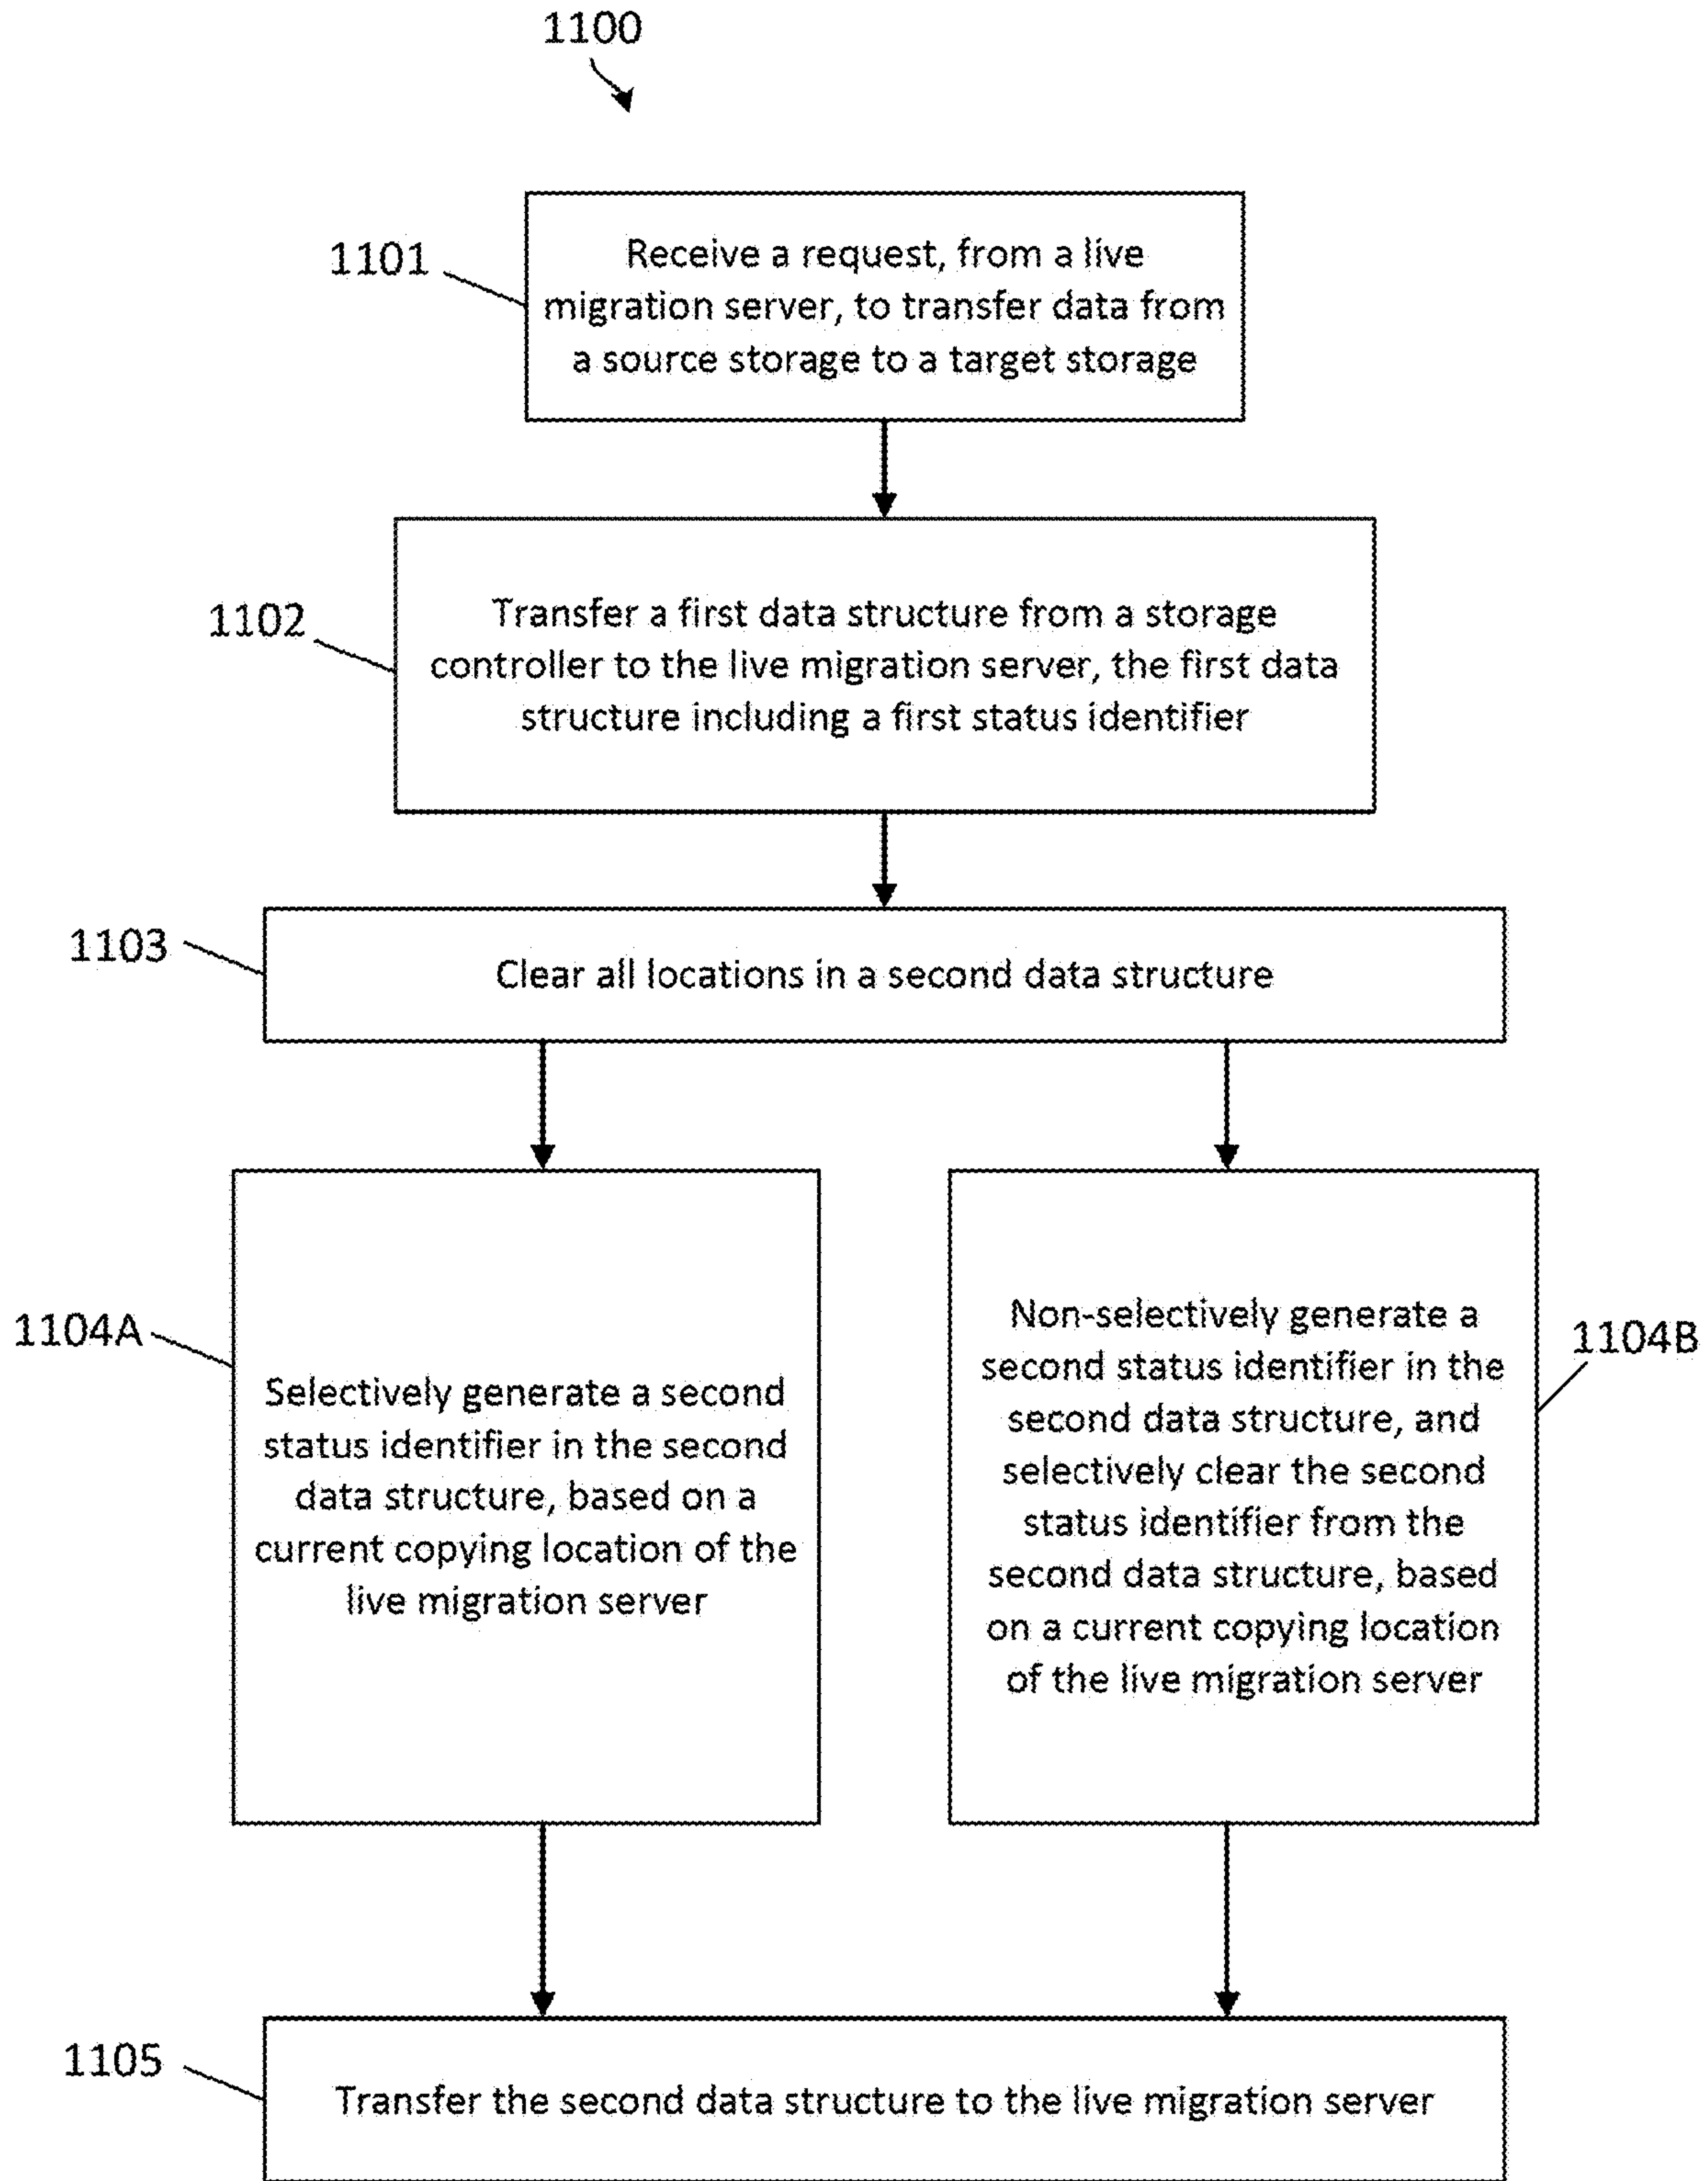 1100
1101
Receive a request, from a live
migration server, to transfer data from
a source storage to a target storage
1102
Transfer a first data structure from a storage
controller to the live migration server, the first data
structure including a first status identifier
1103
Clear all locations in a second data structure
1104A
Selectively generate a second
status identifier in the second
data structure, based on a
current copying location of the
live migration server
1104B
Non-selectively generate a
second status identifier in the
second data structure, and
selectively clear the second
status identifier from the
second data structure, based
on a current copying location
of the live migration server
1105
Transfer the second data structure to the live migration server